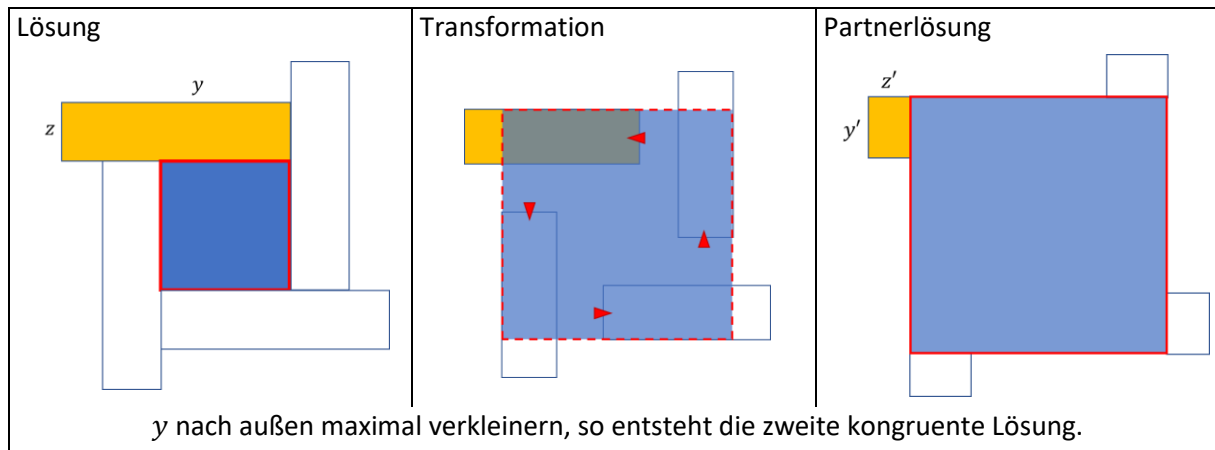 Lösung
Transformation
Partnerlösung
y
z
z′
y′
y nach außen maximal verkleinern, so entsteht die zweite kongruente Lösung.